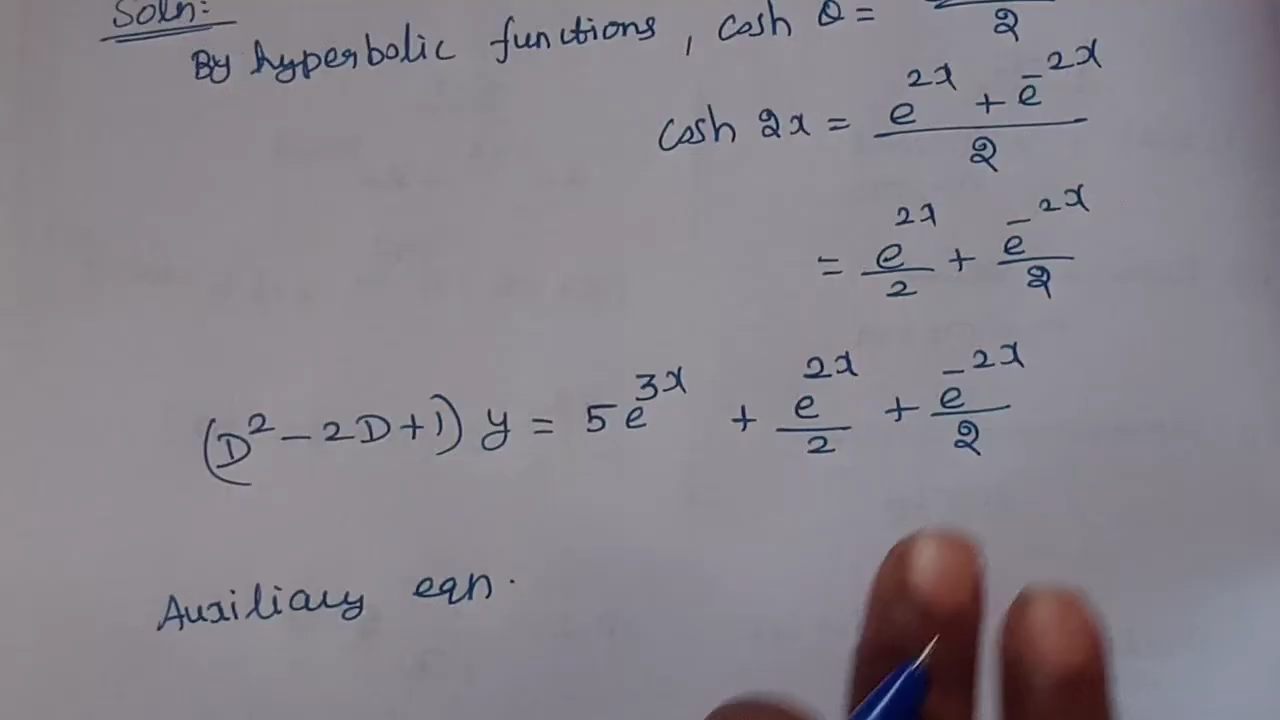 Soln:-
By hyperbolic functions, cosh θ = /2
cosh 2x = (e^2x + e^-2x)/2
= e^2x/2 + e^-2x/2
(D² - 2D + 1) y = 5e^3x + e^2x/2 + e^-2x/2
Auxiliary eqn.